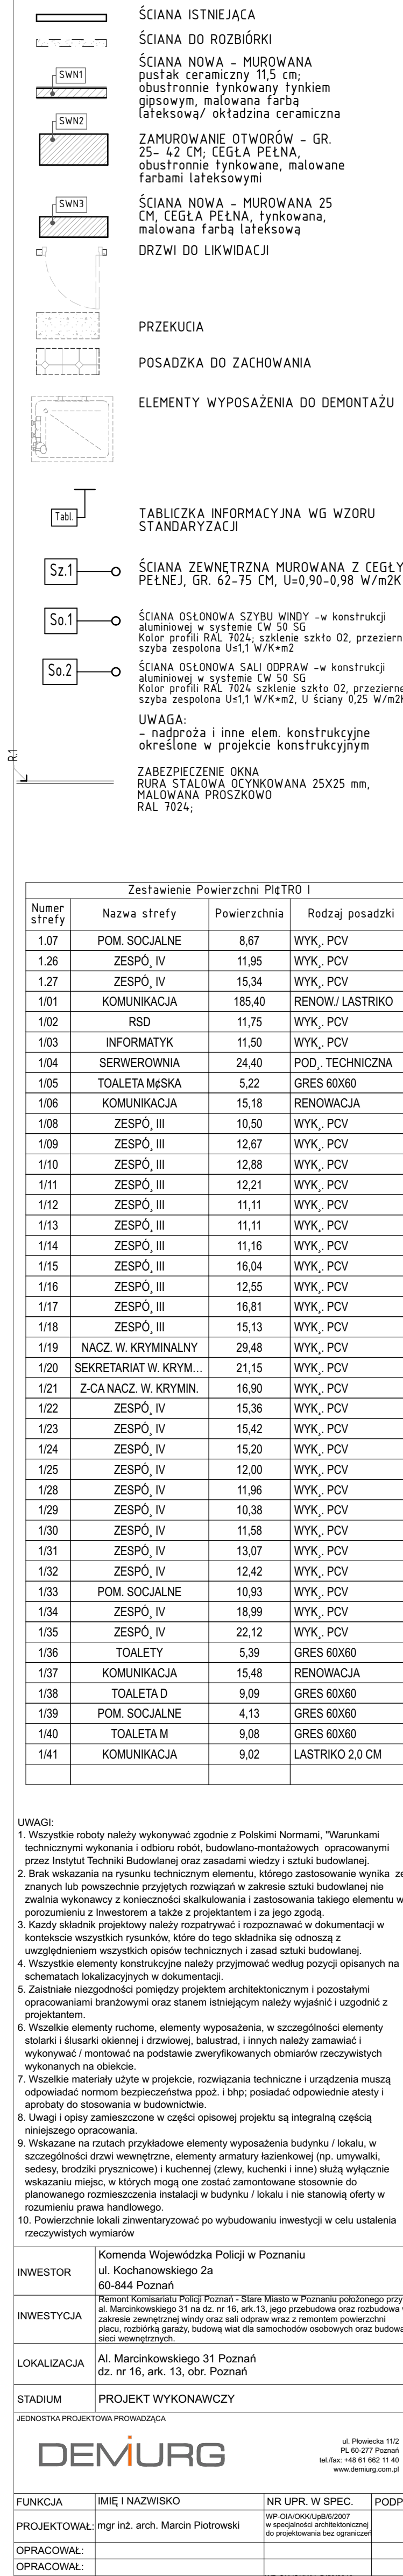 ŚCIANA ISTNIEJĄCA
ŚCIANA DO ROZBIÓRKI
ŚCIANA NOWA - MUROWANA
pustak ceramiczny 11,5 cm;
obustronnie tynkowany tynkiem
gipsowym, malowana farbą
lateksową/ okładzina ceramiczna
SWN1
SWN2
ZAMUROWANIE OTWORÓW - GR.
25- 42 CM; CEGŁA PEŁNA,
obustronnie tynkowane, malowane
farbami lateksowymi
SWN3
ŚCIANA NOWA - MUROWANA 25
CM, CEGŁA PEŁNA, tynkowana,
malowana farbą lateksową
DRZWI DO LIKWIDACJI
PRZEKUCIA
POSADZKA DO ZACHOWANIA
ELEMENTY WYPOSAŻENIA DO DEMONTAŻU
Tabl.
TABLICZKA INFORMACYJNA WG WZORU
STANDARYZACJI
Sz.1
ŚCIANA ZEWNĘTRZNA MUROWANA Z CEGŁY
PEŁNEJ, GR. 62-75 CM, U=0,90-0,98 W/m2K
So.1
ŚCIANA OSŁONOWA SZYBU WINDY -w konstrukcji
aluminiowej w systemie CW 50 SG
Kolor profili RAL 7024; szklenie szkło O2, przeziern
szyba zespolona U≤1,1 W/K*m2
So.2
ŚCIANA OSŁONOWA SALI ODPRAW -w konstrukcji
aluminiowej w systemie CW 50 SG
Kolor profili RAL 7024 szklenie szkło O2, przezierne
szyba zespolona U≤1,1 W/K*m2, U ściany 0,25 W/m2K
UWAGA:
- nadproża i inne elem. konstrukcyjne
określone w projekcie konstrukcyjnym
R.1
ZABEZPIECZENIE OKNA
RURA STALOWA OCYNKOWANA 25X25 mm,
MALOWANA PROSZKOWO
RAL 7024;
Zestawienie Powierzchni PI¢TRO I
Numer strefy Nazwa strefy Powierzchnia Rodzaj posadzki
1.07 POM. SOCJALNE 8,67 WYK¸. PCV
1.26 ZESPÓ¸ IV 11,95 WYK¸. PCV
1.27 ZESPÓ¸ IV 15,34 WYK¸. PCV
1/01 KOMUNIKACJA 185,40 RENOW./ LASTRIKO
1/02 RSD 11,75 WYK¸. PCV
1/03 INFORMATYK 11,50 WYK¸. PCV
1/04 SERWEROWNIA 24,40 POD¸. TECHNICZNA
1/05 TOALETA M¢SKA 5,22 GRES 60X60
1/06 KOMUNIKACJA 15,18 RENOWACJA
1/08 ZESPÓ¸ III 10,50 WYK¸. PCV
1/09 ZESPÓ¸ III 12,67 WYK¸. PCV
1/10 ZESPÓ¸ III 12,88 WYK¸. PCV
1/11 ZESPÓ¸ III 12,21 WYK¸. PCV
1/12 ZESPÓ¸ III 11,11 WYK¸. PCV
1/13 ZESPÓ¸ III 11,11 WYK¸. PCV
1/14 ZESPÓ¸ III 11,16 WYK¸. PCV
1/15 ZESPÓ¸ III 16,04 WYK¸. PCV
1/16 ZESPÓ¸ III 12,55 WYK¸. PCV
1/17 ZESPÓ¸ III 16,81 WYK¸. PCV
1/18 ZESPÓ¸ III 15,13 WYK¸. PCV
1/19 NACZ. W. KRYMINALNY 29,48 WYK¸. PCV
1/20 SEKRETARIAT W. KRYM… 21,15 WYK¸. PCV
1/21 Z-CA NACZ. W. KRYMIN. 16,90 WYK¸. PCV
1/22 ZESPÓ¸ IV 15,36 WYK¸. PCV
1/23 ZESPÓ¸ IV 15,42 WYK¸. PCV
1/24 ZESPÓ¸ IV 15,20 WYK¸. PCV
1/25 ZESPÓ¸ IV 12,00 WYK¸. PCV
1/28 ZESPÓ¸ IV 11,96 WYK¸. PCV
1/29 ZESPÓ¸ IV 10,38 WYK¸. PCV
1/30 ZESPÓ¸ IV 11,58 WYK¸. PCV
1/31 ZESPÓ¸ IV 13,07 WYK¸. PCV
1/32 ZESPÓ¸ IV 12,42 WYK¸. PCV
1/33 POM. SOCJALNE 10,93 WYK¸. PCV
1/34 ZESPÓ¸ IV 18,99 WYK¸. PCV
1/35 ZESPÓ¸ IV 22,12 WYK¸. PCV
1/36 TOALETY 5,39 GRES 60X60
1/37 KOMUNIKACJA 15,48 RENOWACJA
1/38 TOALETA D 9,09 GRES 60X60
1/39 POM. SOCJALNE 4,13 GRES 60X60
1/40 TOALETA M 9,08 GRES 60X60
1/41 KOMUNIKACJA 9,02 LASTRIKO 2,0 CM
UWAGI:
1. Wszystkie roboty należy wykonywać zgodnie z Polskimi Normami, "Warunkami
technicznymi wykonania i odbioru robót, budowlano-montażowych opracowanymi
przez Instytut Techniki Budowlanej oraz zasadami wiedzy i sztuki budowlanej.
2. Brak wskazania na rysunku technicznym elementu, którego zastosowanie wynika ze
znanych lub powszechnie przyjętych rozwiązań w zakresie sztuki budowlanej nie
zwalnia wykonawcy z konieczności skalkulowania i zastosowania takiego elementu w
porozumieniu z Inwestorem a także z projektantem i za jego zgodą.
3. Kazdy składnik projektowy należy rozpatrywać i rozpoznawać w dokumentacji w
kontekscie wszystkich rysunków, które do tego składnika się odnoszą z
uwzględnieniem wszystkich opisów technicznych i zasad sztuki budowlanej.
4. Wszystkie elementy konstrukcyjne należy przyjmować według pozycji opisanych na
schematach lokalizacyjnych w dokumentacji.
5. Zaistniałe niezgodności pomiędzy projektem architektonicznym i pozostałymi
opracowaniami branżowymi oraz stanem istniejącym należy wyjaśnić i uzgodnić z
projektantem.
6. Wszelkie elementy ruchome, elementy wyposażenia, w szczególności elementy
stolarki i ślusarki okiennej i drzwiowej, balustrad, i innych należy zamawiać i
wykonywać / montować na podstawie zweryfikowanych obmiarów rzeczywistych
wykonanych na obiekcie.
7. Wszelkie materiały użyte w projekcie, rozwiązania techniczne i urządzenia muszą
odpowiadać normom bezpieczeństwa ppoż. i bhp; posiadać odpowiednie atesty i
aprobaty do stosowania w budownictwie.
8. Uwagi i opisy zamieszczone w części opisowej projektu są integralną częścią
niniejszego opracowania.
9. Wskazane na rzutach przykładowe elementy wyposażenia budynku / lokalu, w
szczególności drzwi wewnętrzne, elementy armatury łazienkowej (np. umywalki,
sedesy, brodziki prysznicowe) i kuchennej (zlewy, kuchenki i inne) służą wyłącznie
wskazaniu miejsc, w których mogą one zostać zamontowane stosownie do
planowanego rozmieszczenia instalacji w budynku / lokalu i nie stanowią oferty w
rozumieniu prawa handlowego.
10. Powierzchnie lokali zinwentaryzować po wybudowaniu inwestycji w celu ustalenia
rzeczywistych wymiarów
INWESTOR
Komenda Wojewódzka Policji w Poznaniu
ul. Kochanowskiego 2a
60-844 Poznań
INWESTYCJA
Remont Komisariatu Policji Poznań - Stare Miasto w Poznaniu położonego przy
al. Marcinkowskiego 31 na dz. nr 16, ark.13, jego przebudowa oraz rozbudowa
zakresie zewnętrznej windy oraz sali odpraw wraz z remontem powierzchni
placu, rozbiórką garaży, budową wiat dla samochodów osobowych oraz budowa
sieci wewnętrznych.
LOKALIZACJA
Al. Marcinkowskiego 31 Poznań
dz. nr 16, ark. 13, obr. Poznań
STADIUM PROJEKT WYKONAWCZY
JEDNOSTKA PROJEKTOWA PROWADZĄCA
DEMIURG
ul. Płowiecka 11/2
PL 60-277 Poznań
tel./fax: +48 61 662 11 40
www.demiurg.com.pl
FUNKCJA IMIĘ I NAZWISKO NR UPR. W SPEC. PODP
PROJEKTOWAŁ: mgr inż. arch. Marcin Piotrowski
WP-OIA/OKK/UpB/6/2007
w specjalności architektonicznej
do projektowania bez ograniczeń
OPRACOWAŁ:
OPRACOWAŁ: